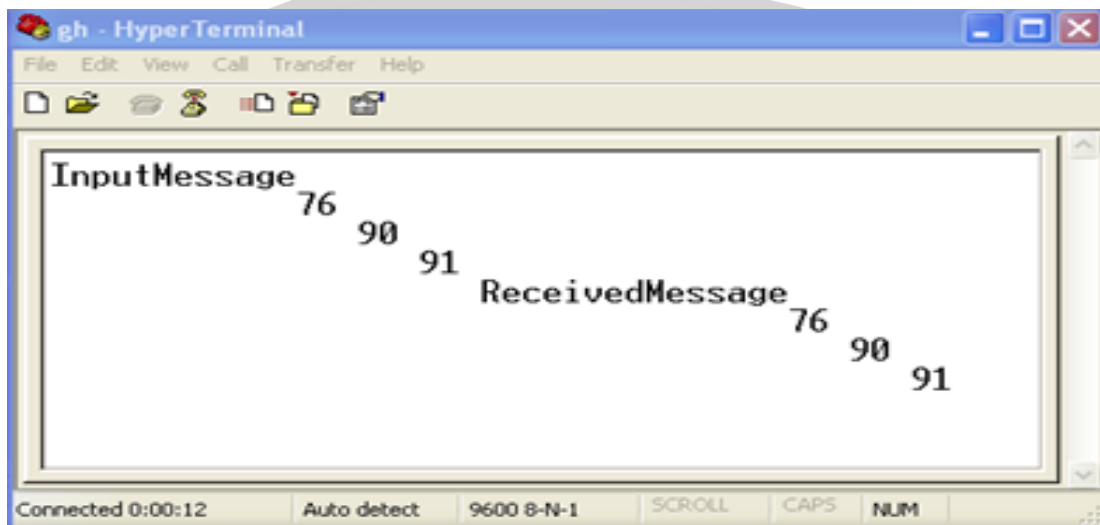 gh - HyperTerminal
File Edit View Call Transfer Help
InputMessage
76
90
91
ReceivedMessage
76
90
91
Connected 0:00:12 Auto detect 9600 8-N-1 SCROLL CAPS NUM